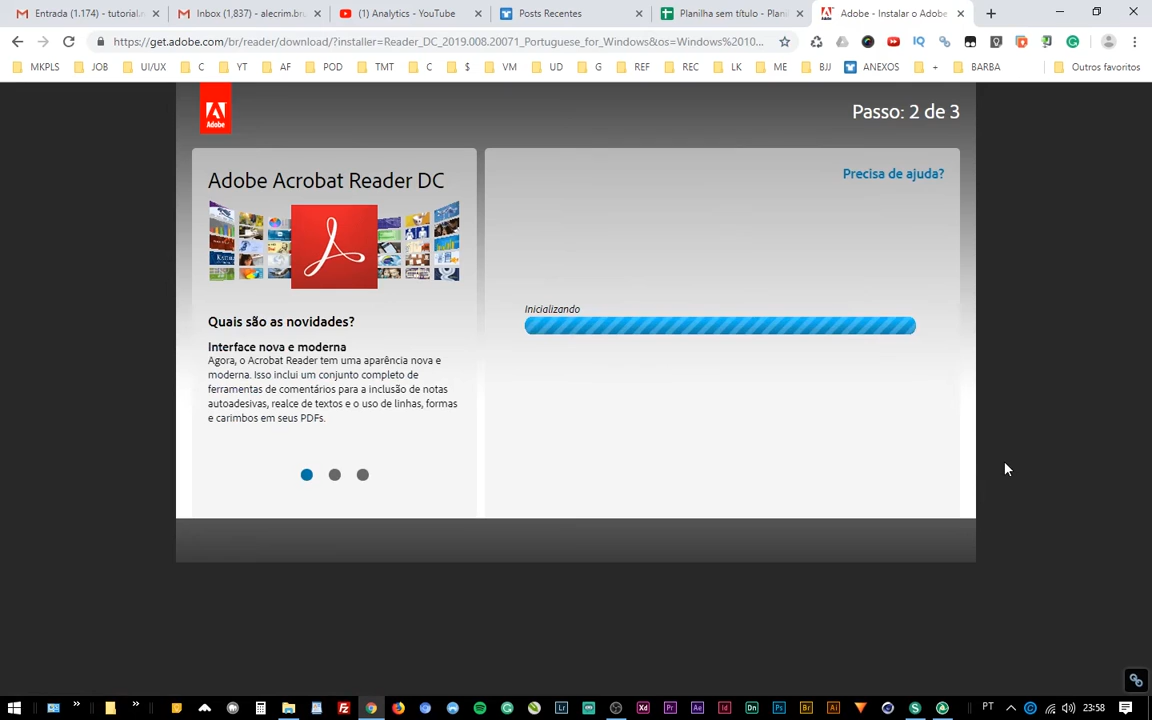 Entrada (1.174) - tutorial.r
Inbox (1,837) - alecrim.br
(1) Analytics - YouTube
Posts Recentes
Planilha sem título - Plani
Adobe - Instalar o Adobe
https://get.adobe.com/br/reader/download/?installer=Reader_DC_2019.008.20071_Portuguese_for_Windows&os=Windows%2010...
MKPLS JOB UI/UX C YT AF POD TMT C $ VM UD G REF REC LK ME BJJ ANEXOS + BARBA Outros favoritos
Adobe
Passo: 2 de 3
Adobe Acrobat Reader DC
Quais são as novidades?
Interface nova e moderna
Agora, o Acrobat Reader tem uma aparência nova e
moderna. Isso inclui um conjunto completo de
ferramentas de comentários para a inclusão de notas
autoadesivas, realce de textos e o uso de linhas, formas
e carimbos em seus PDFs.
Precisa de ajuda?
Inicializando
PT
23:58